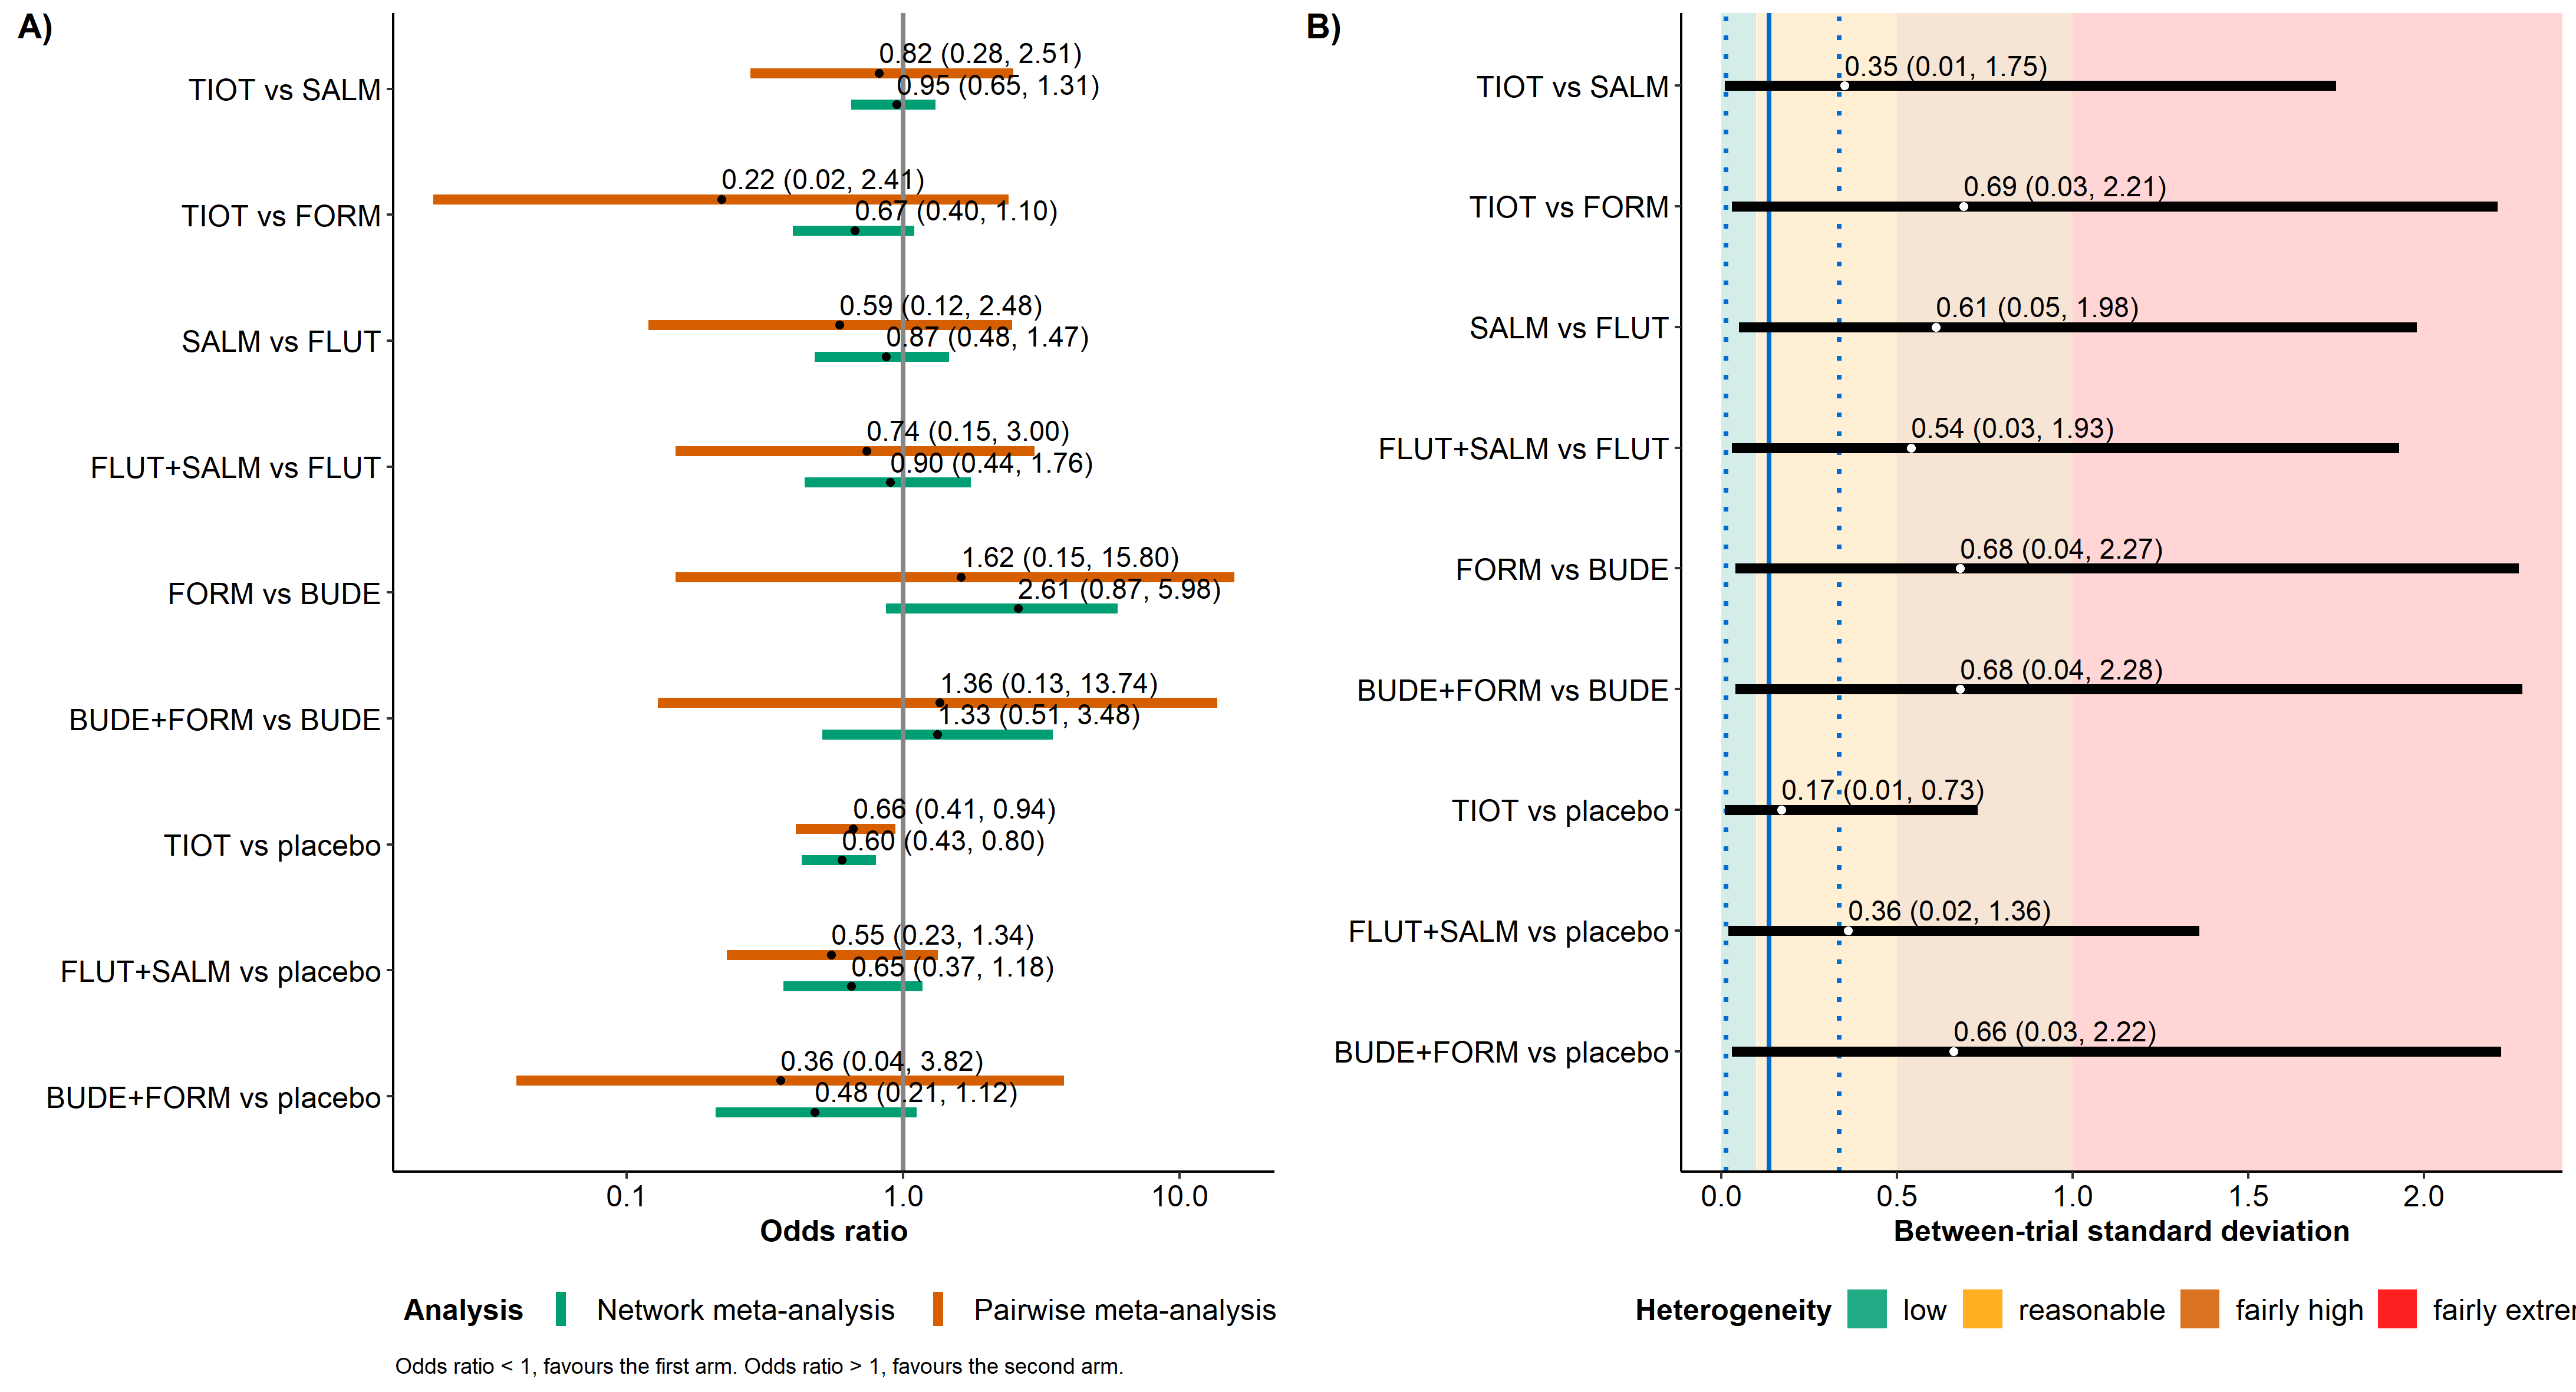 A)
TIOT vs SALM
0.82 (0.28, 2.51)
0.95 (0.65, 1.31)
TIOT vs FORM
0.22 (0.02, 2.41)
0.67 (0.40, 1.10)
SALM vs FLUT
0.59 (0.12, 2.48)
0.87 (0.48, 1.47)
FLUT+SALM vs FLUT
0.74 (0.15, 3.00)
0.90 (0.44, 1.76)
FORM vs BUDE
1.62 (0.15, 15.80)
2.61 (0.87, 5.98)
BUDE+FORM vs BUDE
1.36 (0.13, 13.74)
1.33 (0.51, 3.48)
TIOT vs placebo
0.66 (0.41, 0.94)
0.60 (0.43, 0.80)
FLUT+SALM vs placebo
0.55 (0.23, 1.34)
0.65 (0.37, 1.18)
BUDE+FORM vs placebo
0.36 (0.04, 3.82)
0.48 (0.21, 1.12)
0.1 1.0 10.0
Odds ratio
Analysis Network meta-analysis Pairwise meta-analysis
Odds ratio < 1, favours the first arm. Odds ratio > 1, favours the second arm.
B)
TIOT vs SALM
0.35 (0.01, 1.75)
TIOT vs FORM
0.69 (0.03, 2.21)
SALM vs FLUT
0.61 (0.05, 1.98)
FLUT+SALM vs FLUT
0.54 (0.03, 1.93)
FORM vs BUDE
0.68 (0.04, 2.27)
BUDE+FORM vs BUDE
0.68 (0.04, 2.28)
TIOT vs placebo
0.17 (0.01, 0.73)
FLUT+SALM vs placebo
0.36 (0.02, 1.36)
BUDE+FORM vs placebo
0.66 (0.03, 2.22)
0.0 0.5 1.0 1.5 2.0
Between-trial standard deviation
Heterogeneity low reasonable fairly high fairly